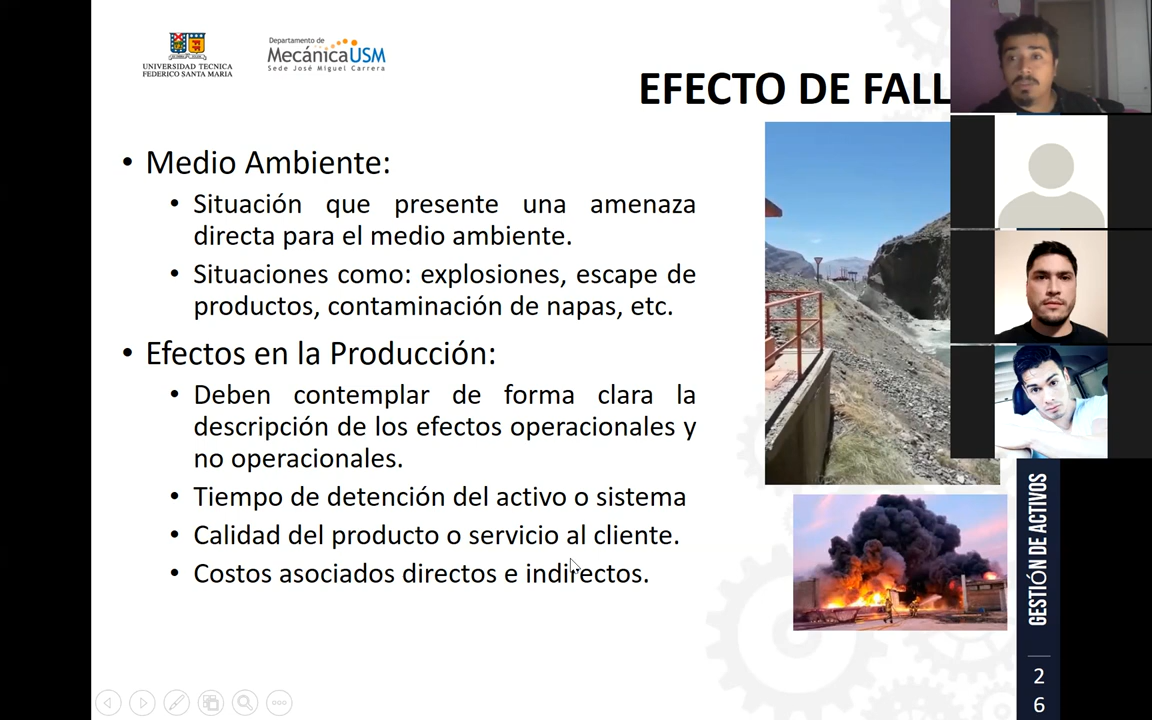 UNIVERSIDAD TECNICA
FEDERICO SANTA MARIA
Departamento de
MecánicaUSM
Sede José Miguel Carrera
EFECTO DE FALL
• Medio Ambiente:
• Situación que presente una amenaza
directa para el medio ambiente.
• Situaciones como: explosiones, escape de
productos, contaminación de napas, etc.
• Efectos en la Producción:
• Deben contemplar de forma clara la
descripción de los efectos operacionales y
no operacionales.
• Tiempo de detención del activo o sistema
• Calidad del producto o servicio al cliente.
• Costos asociados directos e indirectos.
GESTIÓN DE ACTIVOS
2
6